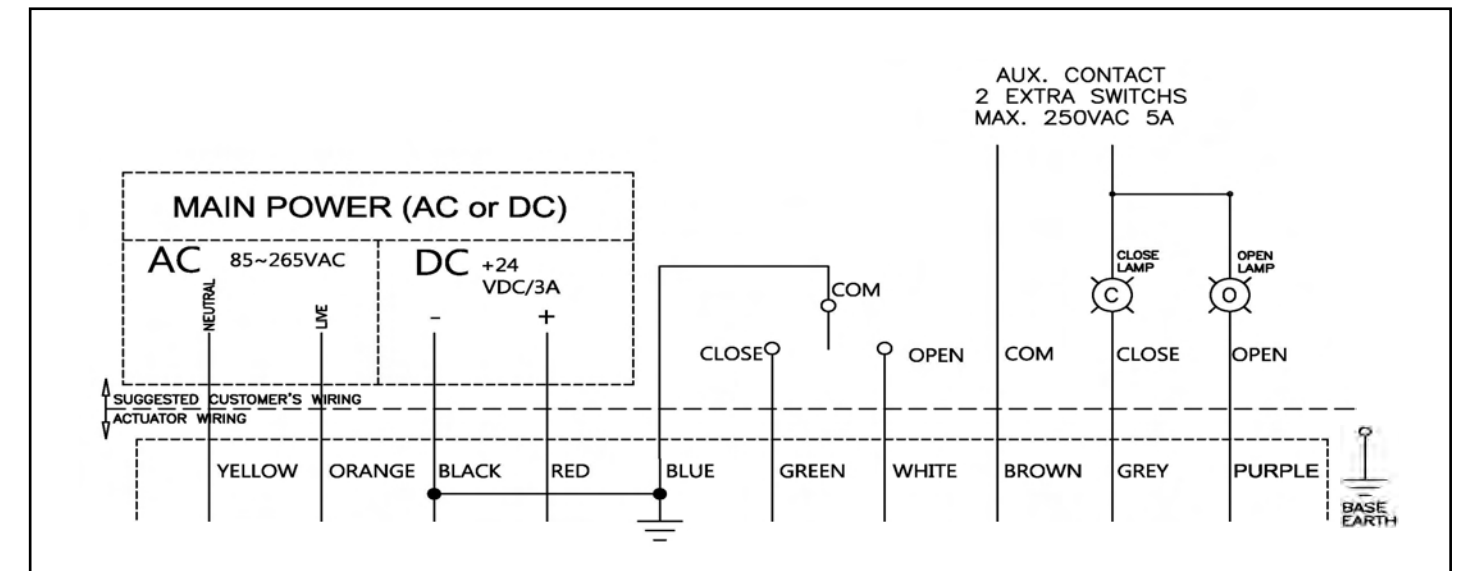 AUX. CONTACT
2 EXTRA SWITCHS
MAX. 250VAC 5A
MAIN POWER (AC or DC)
AC 85~265VAC
NEUTRAL
LIVE
DC +24
VDC/3A
- +
COM
CLOSE
OPEN
COM
CLOSE
LAMP
C
CLOSE
OPEN
LAMP
O
OPEN
SUGGESTED CUSTOMER'S WIRING
ACTUATOR WIRING
YELLOW ORANGE BLACK RED BLUE GREEN WHITE BROWN GREY PURPLE
BASE
EARTH